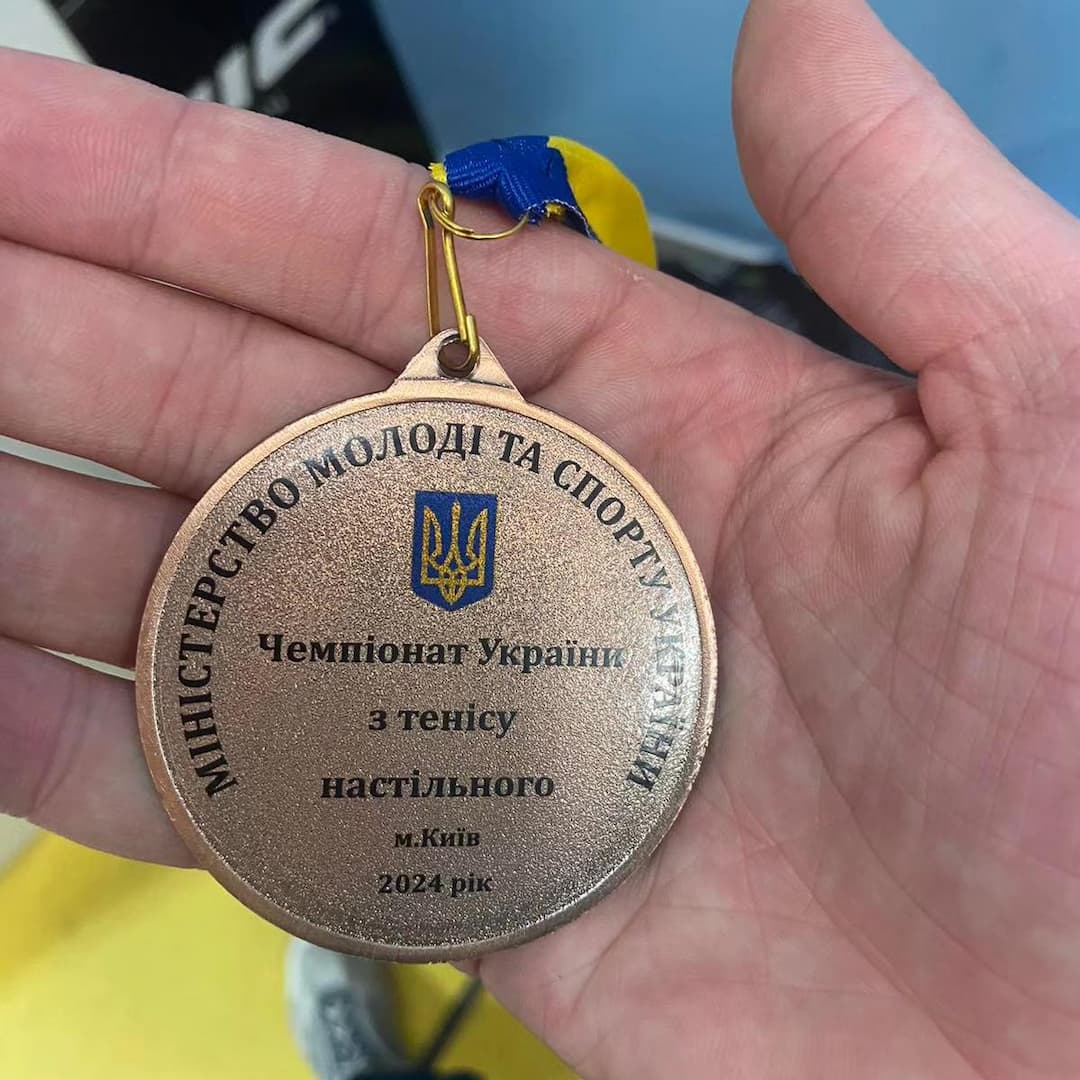 МІНІСТЕРСТВО МОЛОДІ ТА СПОРТУ УКРАЇНИ
Чемпіонат України
з тенісу
настільного
м.Київ
2024 рік